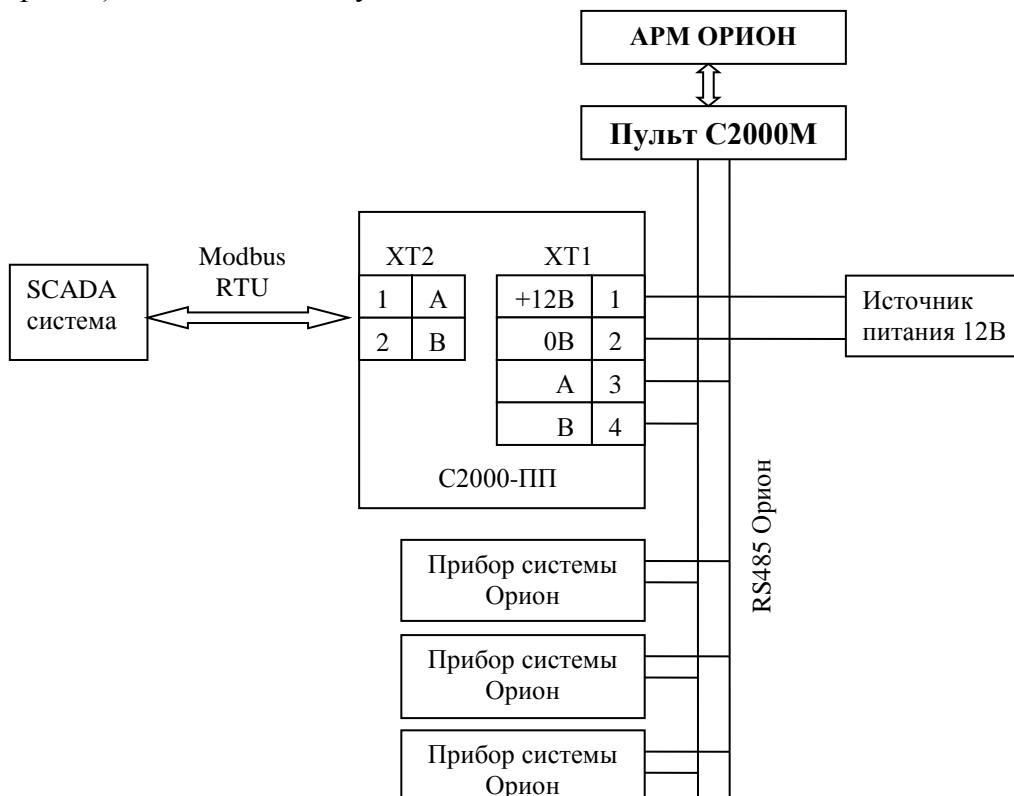 АРМ ОРИОН
Пульт С2000М
Modbus
RTU
SCADA
система
XT2
XT1
1 A
2 B
+12В 1
0В 2
A 3
B 4
С2000-ПП
Источник
питания 12В
RS485 Орион
Прибор системы
Орион
Прибор системы
Орион
Прибор системы
Орион